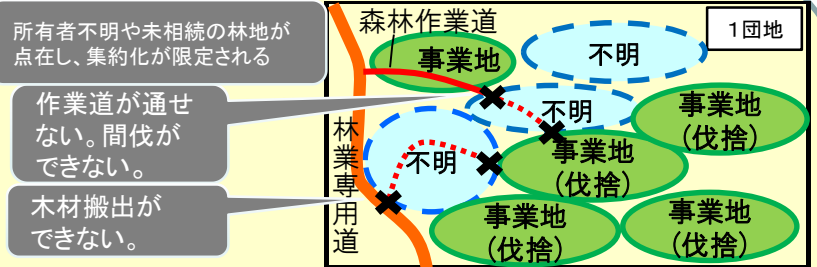 所有者不明や未相続の林地が
点在し、集約化が限定される
作業道が通せ
ない。間伐が
できない。
木材搬出が
できない。
森林作業道
1団地
事業地
不明
不明
事業地
(伐捨)
林業専用道
不明
事業地
(伐捨)
事業地
(伐捨)
事業地
(伐捨)